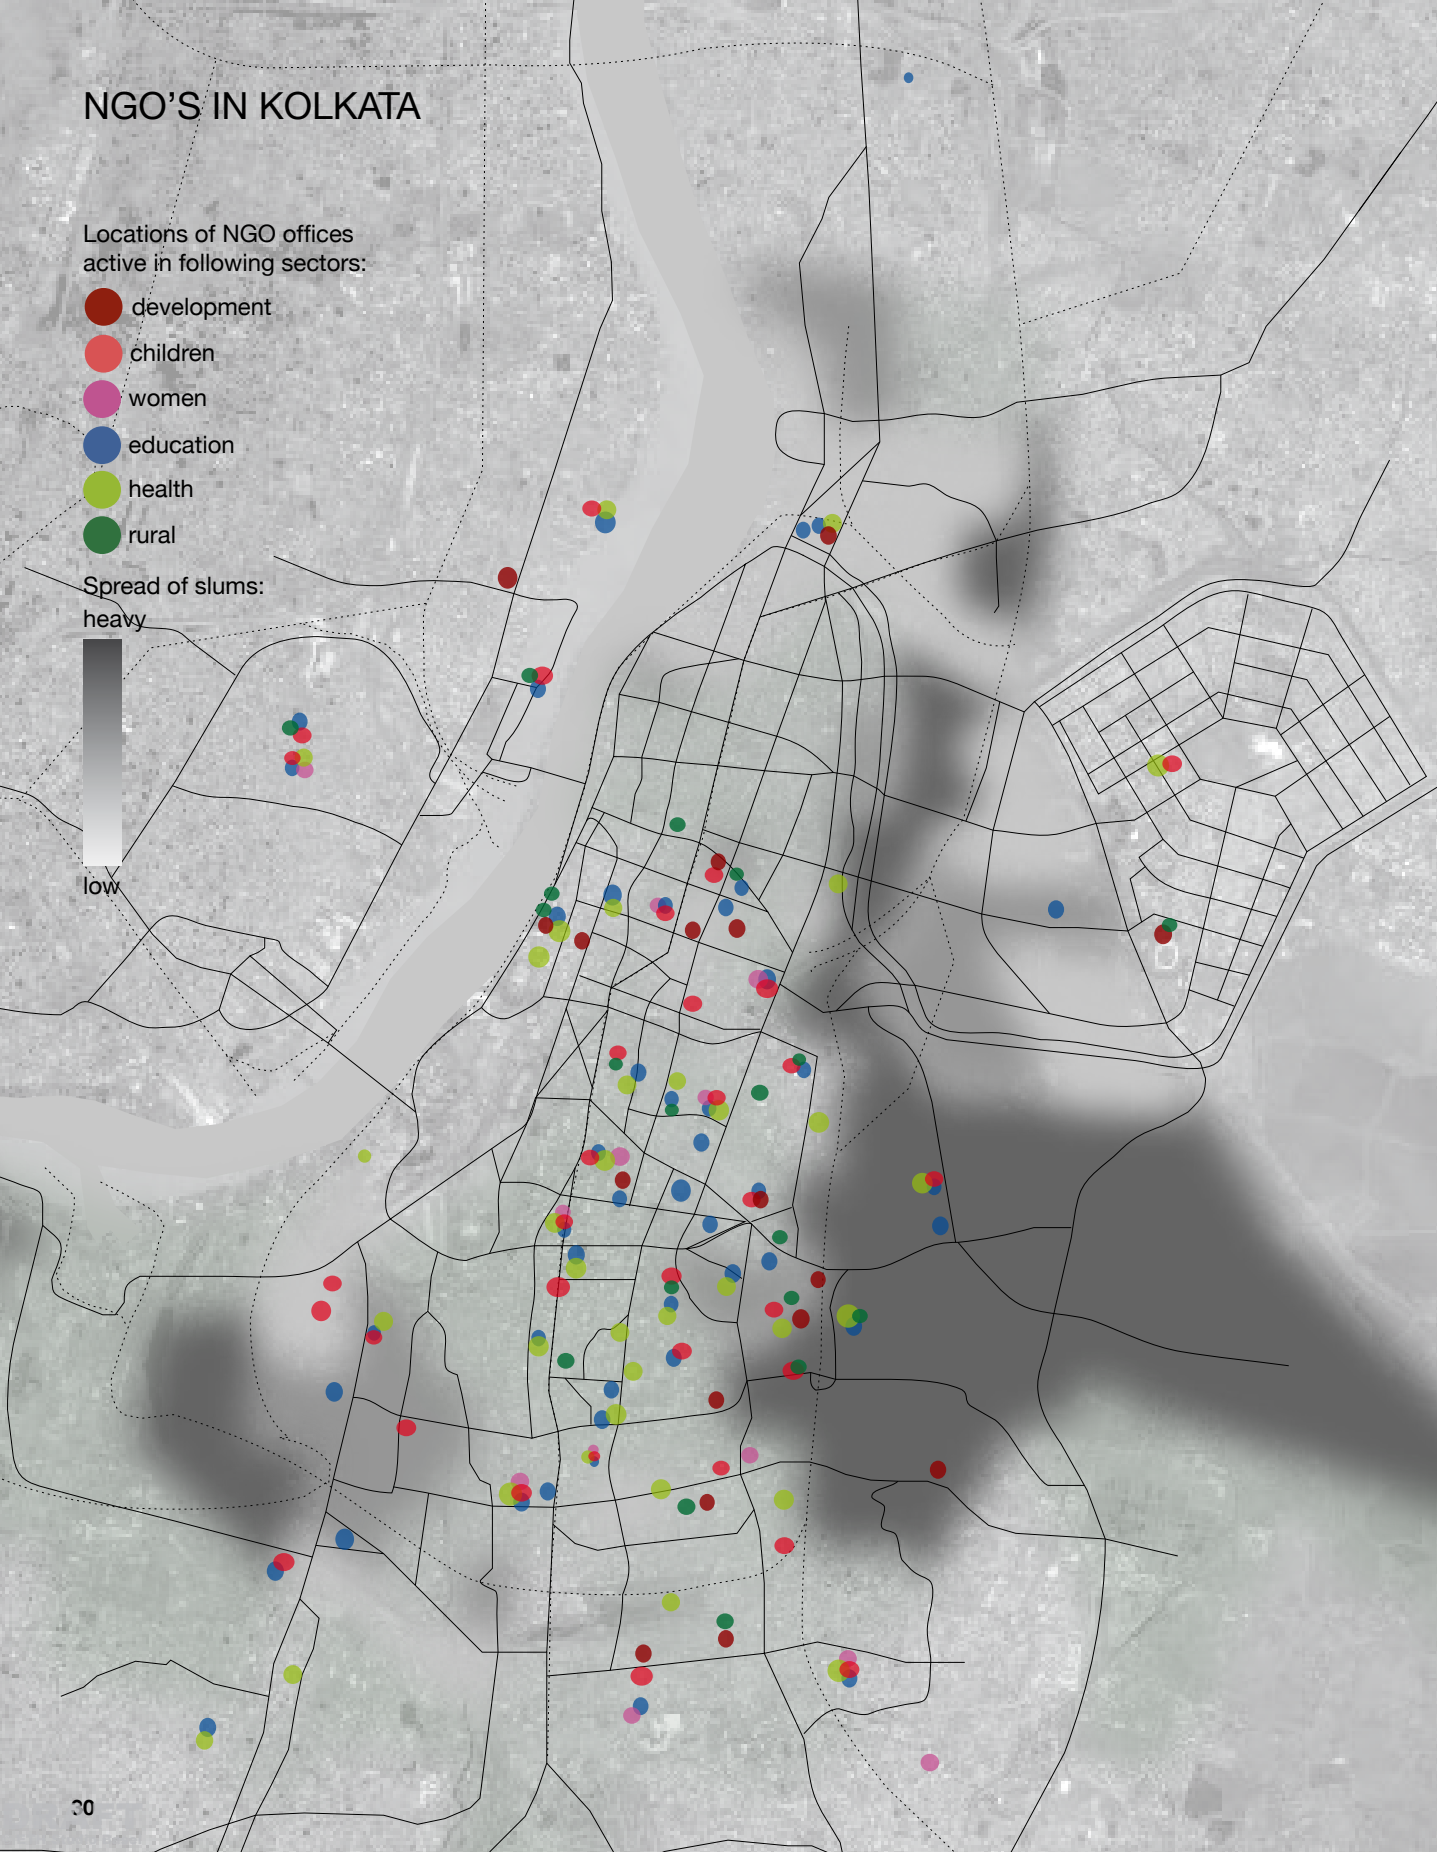 NGO'S IN KOLKATA
Locations of NGO offices
active in following sectors:
development
children
women
education
health
rural
Spread of slums:
heavy
low
30